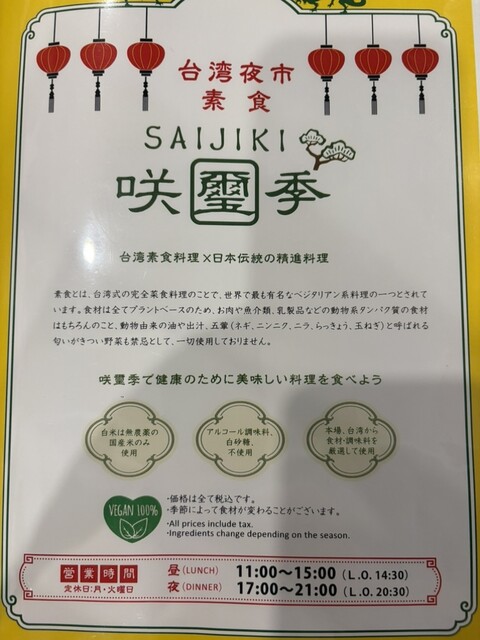 台湾夜市
素食
SAIJIKI
咲璽季
台湾素食料理×日本伝統の精進料理
素食とは、台湾式の完全菜食料理のことで、世界で最も有名なベジタリアン系料理の一つとされて
います。食材は全てプラントベースのため、お肉や魚介類、乳製品などの動物系タンパク質の食材
はもちろんのこと、動物由来の油や出汁、五葷(ネギ、ニンニク、ニラ、らっきょう、玉ねぎ)と呼ばれる
匂いがきつい野菜も禁忌として、一切使用しておりません。
咲璽季で健康のために美味しい料理を食べよう
白米は無農薬の
国産米のみ
使用
アルコール調味料、
白砂糖、
不使用
本場、台湾から
食材・調味料を
厳選して使用
VEGAN 100%
・価格は全て税込です。
・季節によって食材が変わることがございます。
・All prices include tax.
・Ingredients change depending on the season.
営業時間
定休日:月・火曜日
昼(LUNCH) 11:00〜15:00(L.O. 14:30)
夜(DINNER) 17:00〜21:00(L.O. 20:30)